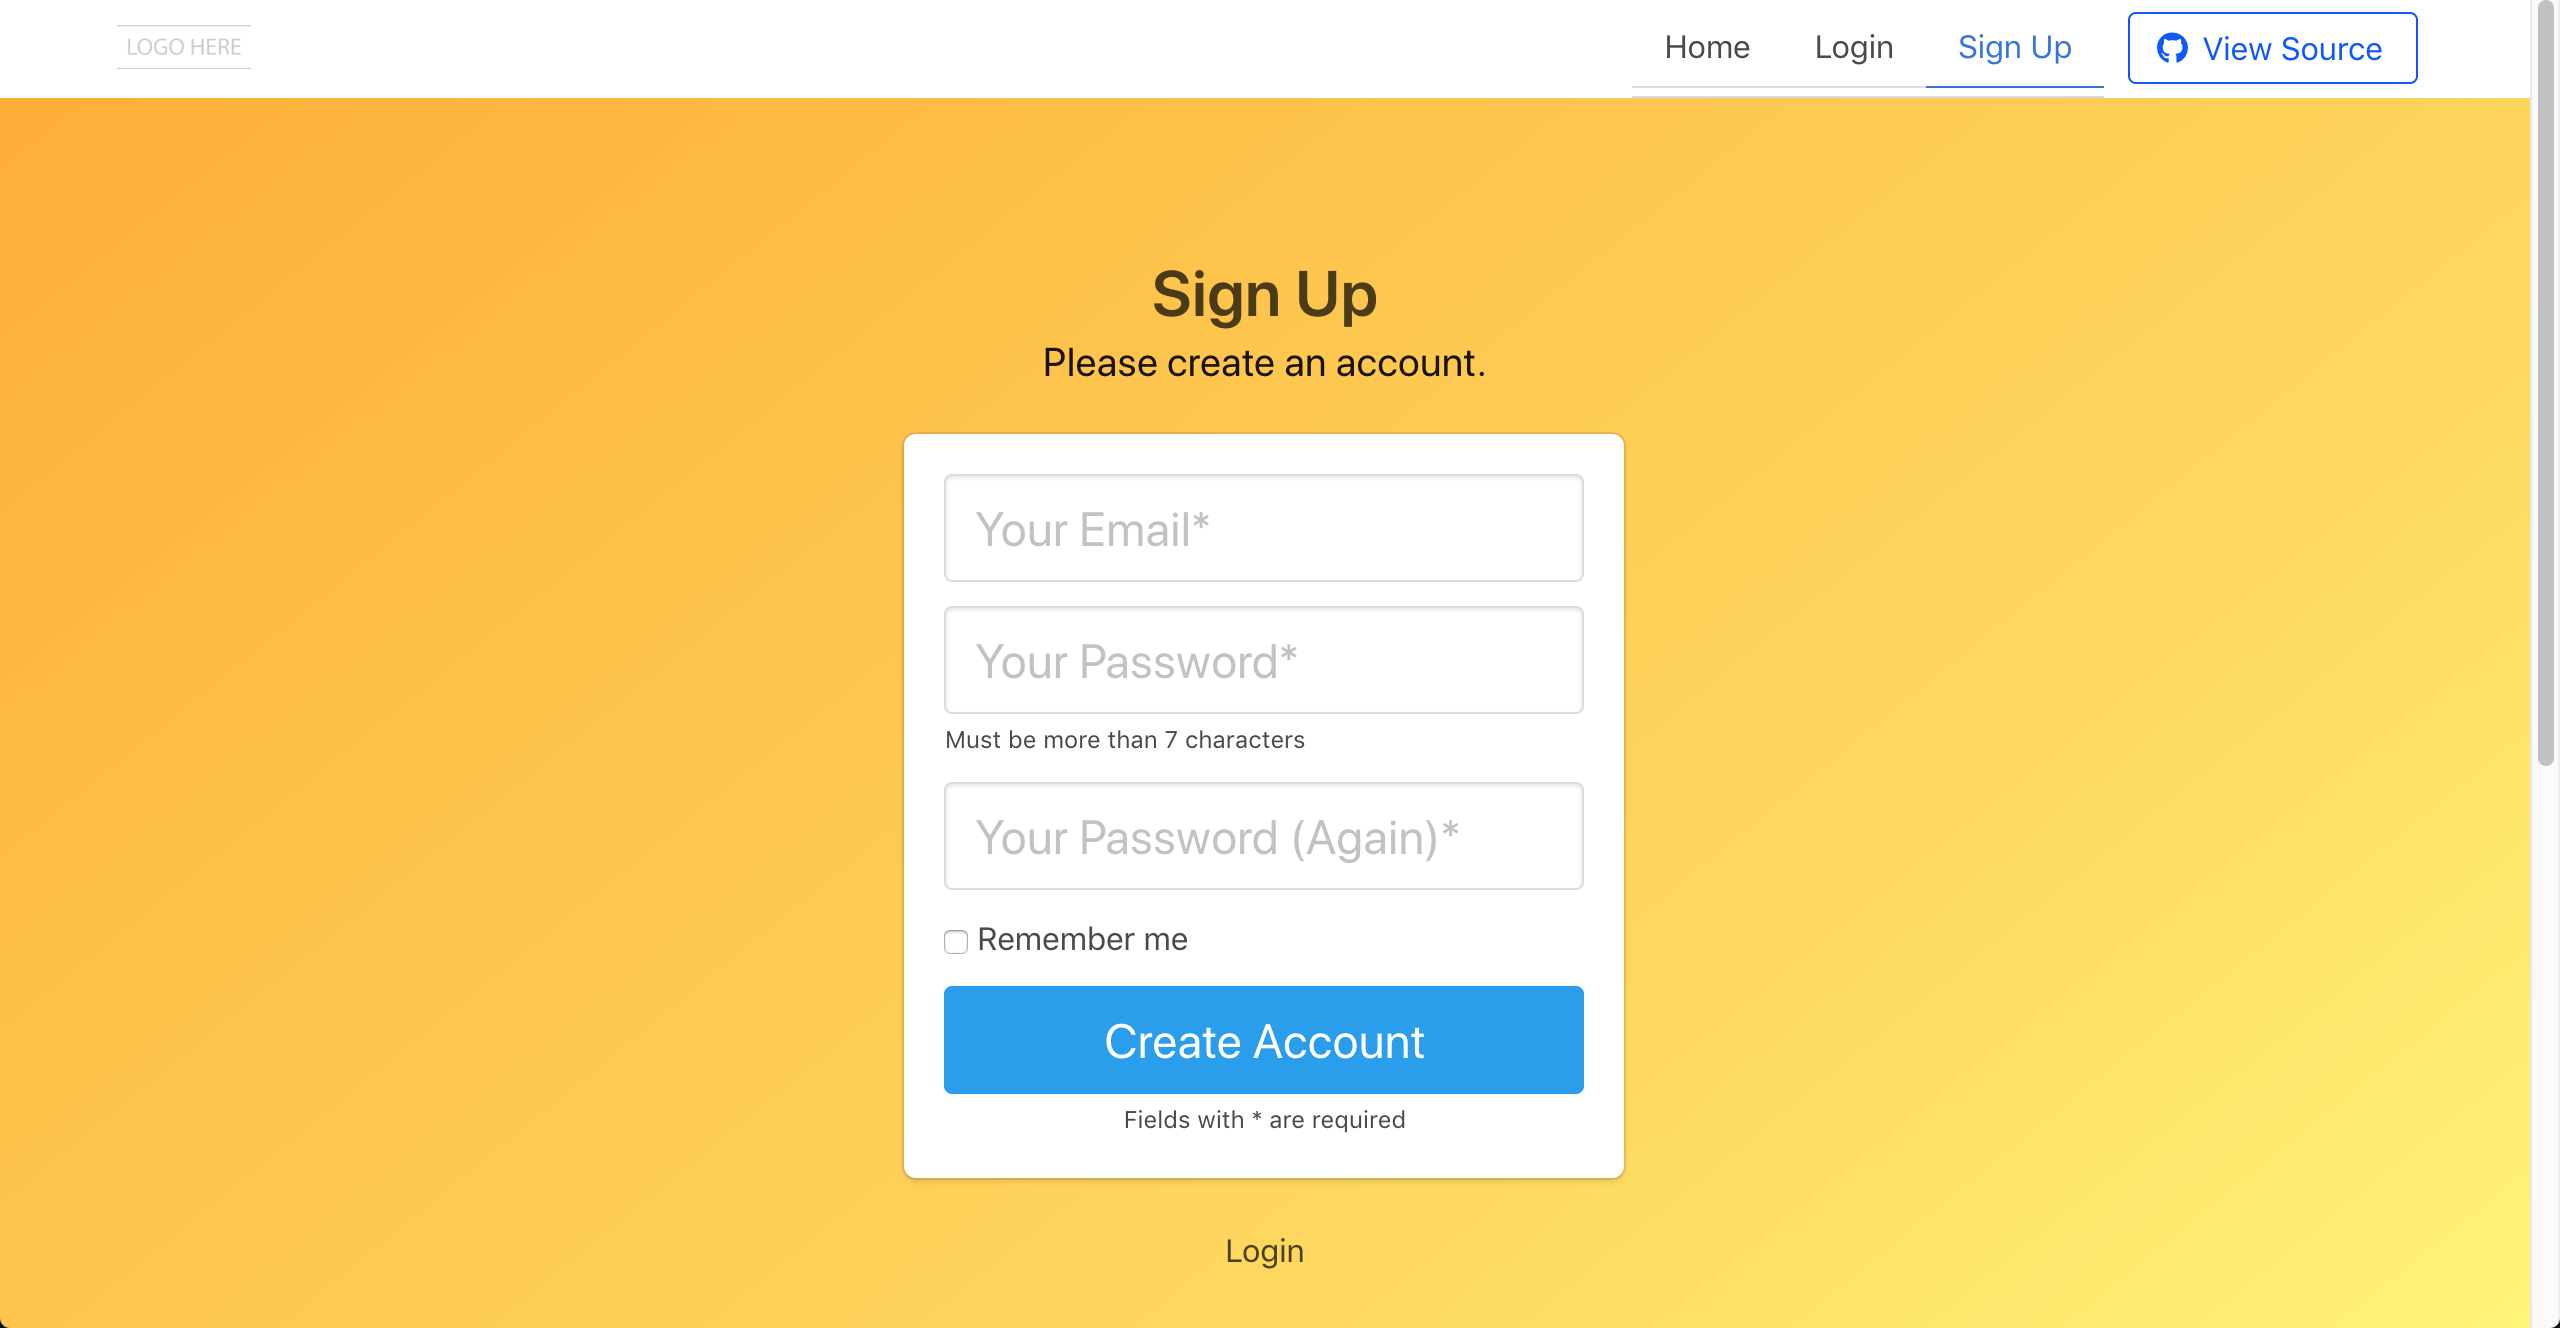 LOGO HERE
Home
Login
Sign Up
View Source
Sign Up
Please create an account.
Your Email*
Your Password*
Must be more than 7 characters
Your Password (Again)*
Remember me
Create Account
Fields with * are required
Login